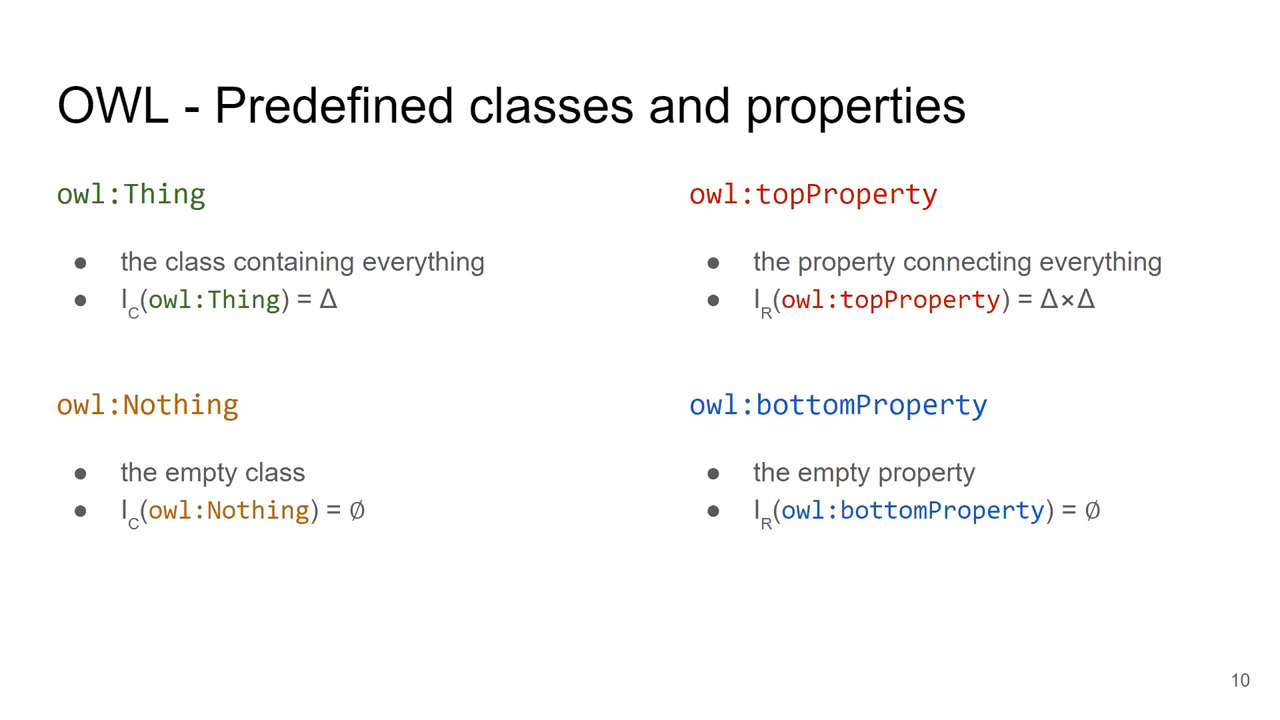 OWL - Predefined classes and properties
owl:Thing
● the class containing everything
● I_C(owl:Thing) = Δ
owl:Nothing
● the empty class
● I_C(owl:Nothing) = ∅
owl:topProperty
● the property connecting everything
● I_R(owl:topProperty) = Δ×Δ
owl:bottomProperty
● the empty property
● I_R(owl:bottomProperty) = ∅
10